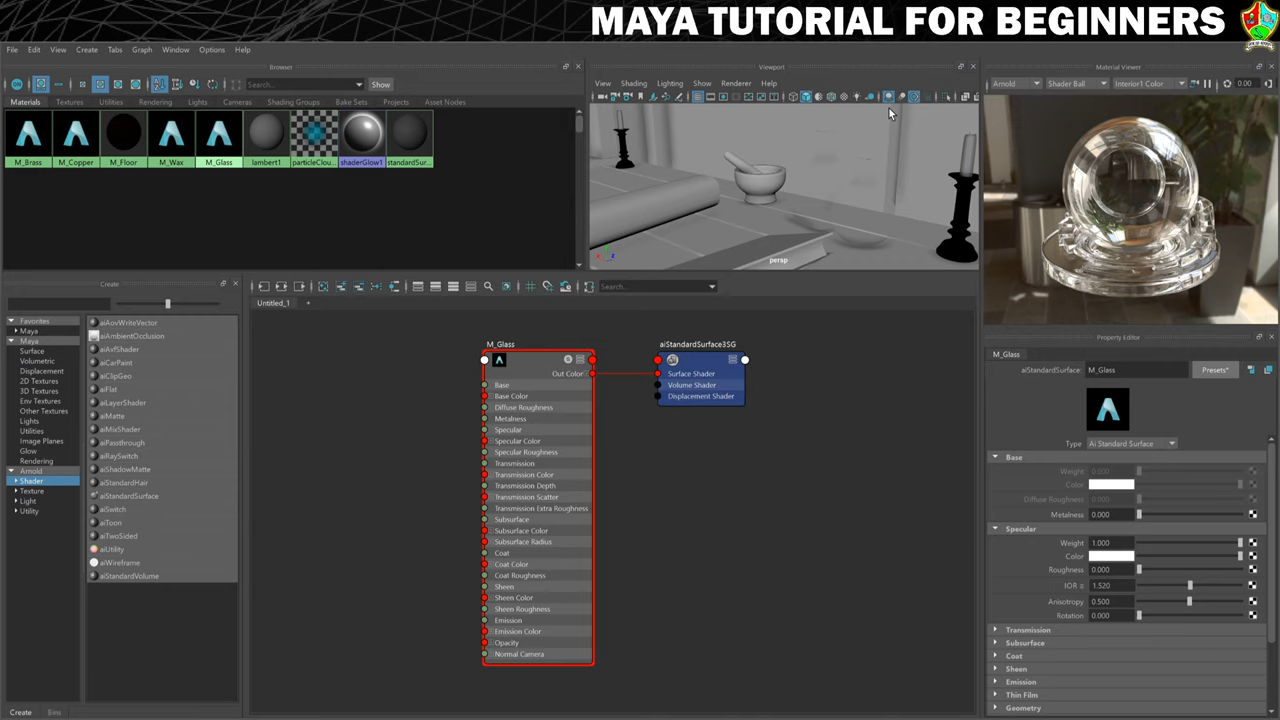 MAYA TUTORIAL FOR BEGINNERS
File Edit View Create Tabs Graph Window Options Help
Browser
Search... Show
Materials Textures Utilities Rendering Lights Cameras Shading Groups Bake Sets Projects Asset Nodes
M_Brass M_Copper M_Floor M_Wax M_Glass lambert1 particleClou... shaderGlow1 standardSur...
Viewport
View Shading Lighting Show Renderer Help
persp
Material Viewer
Arnold Shader Ball Interior1 Color 0.00
Create
Favorites
Maya
Maya
Surface
Volumetric
Displacement
2D Textures
3D Textures
Env Textures
Other Textures
Lights
Utilities
Image Planes
Glow
Rendering
Arnold
Shader
Texture
Light
Utility
aiAovWriteVector
aiAmbientOcclusion
aiAxfShader
aiCarPaint
aiClipGeo
aiFlat
aiLayerShader
aiMatte
aiMixShader
aiPassthrough
aiRaySwitch
aiShadowMatte
aiStandardHair
aiStandardSurface
aiSwitch
aiToon
aiTwoSided
aiUtility
aiWireframe
aiStandardVolume
Create Bins
Search...
Untitled_1 +
M_Glass
Out Color
Base
Base Color
Diffuse Roughness
Metalness
Specular
Specular Color
Specular Roughness
Transmission
Transmission Color
Transmission Depth
Transmission Scatter
Transmission Extra Roughness
Subsurface
Subsurface Color
Subsurface Radius
Coat
Coat Color
Coat Roughness
Sheen
Sheen Color
Sheen Roughness
Emission
Emission Color
Opacity
Normal Camera
aiStandardSurface3SG
Surface Shader
Volume Shader
Displacement Shader
Property Editor
M_Glass
aiStandardSurface: M_Glass Presets*
Type Ai Standard Surface
Base
Weight 0.000
Color
Diffuse Roughness 0.000
Metalness 0.000
Specular
Weight 1.000
Color
Roughness 0.000
IOR = 1.520
Anisotropy 0.500
Rotation 0.000
Transmission
Subsurface
Coat
Sheen
Emission
Thin Film
Geometry